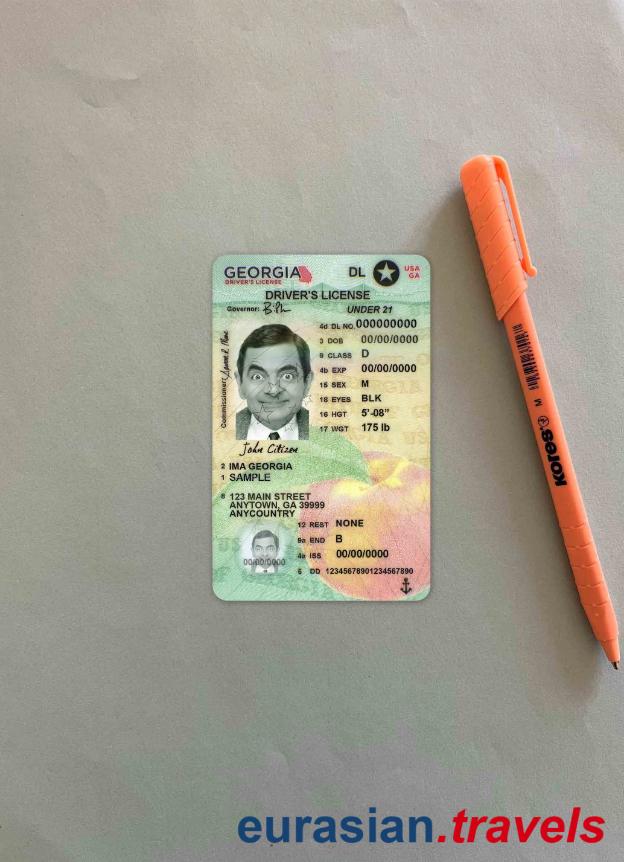 GEORGIA
DRIVER'S LICENSE
DL
USA
GA
DRIVER'S LICENSE
Governor:
UNDER 21
4d DL NO. 000000000
3 DOB 00/00/0000
9 CLASS D
4b EXP 00/00/0000
15 SEX M
18 EYES BLK
16 HGT 5'-08"
17 WGT 175 lb
Commissioner:
John Citizen
2 IMA GEORGIA
1 SAMPLE
8 123 MAIN STREET
ANYTOWN, GA 39999
ANYCOUNTRY
12 REST NONE
9a END B
4a ISS 00/00/0000
00/00/0000
5 DD 12345678901234567890
M
Kores
eurasian.travels